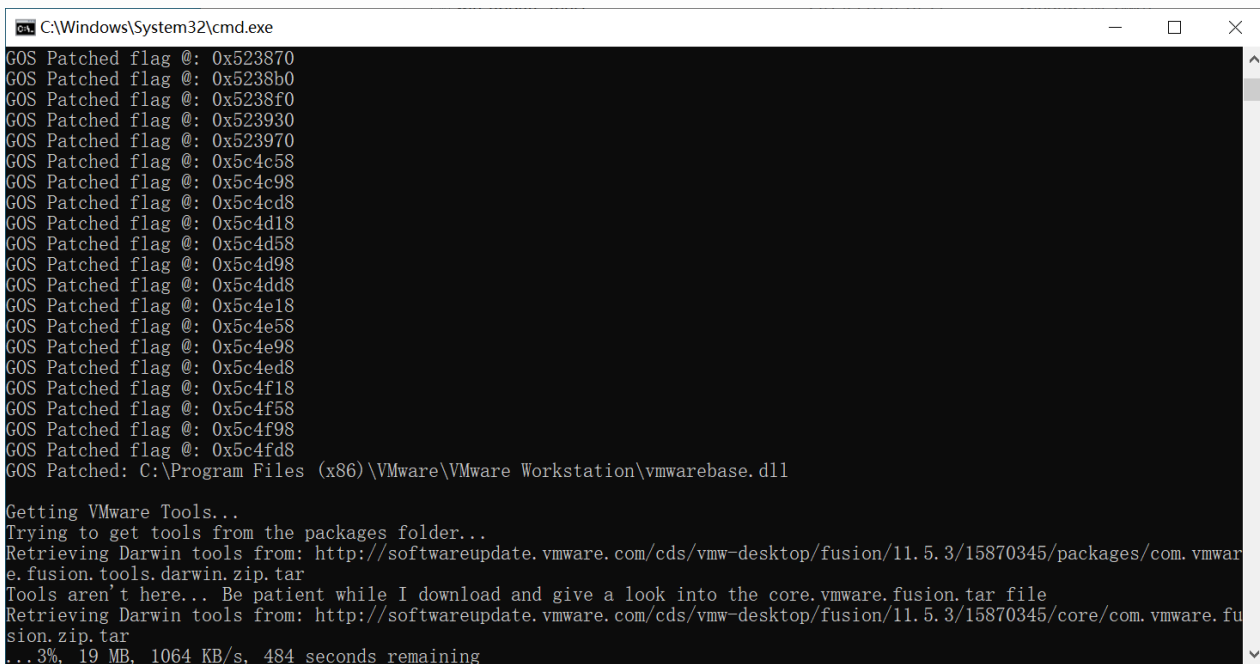 C:\Windows\System32\cmd.exe
GOS Patched flag @: 0x523870
GOS Patched flag @: 0x5238b0
GOS Patched flag @: 0x5238f0
GOS Patched flag @: 0x523930
GOS Patched flag @: 0x523970
GOS Patched flag @: 0x5c4c58
GOS Patched flag @: 0x5c4c98
GOS Patched flag @: 0x5c4cd8
GOS Patched flag @: 0x5c4d18
GOS Patched flag @: 0x5c4d58
GOS Patched flag @: 0x5c4d98
GOS Patched flag @: 0x5c4dd8
GOS Patched flag @: 0x5c4e18
GOS Patched flag @: 0x5c4e58
GOS Patched flag @: 0x5c4e98
GOS Patched flag @: 0x5c4ed8
GOS Patched flag @: 0x5c4f18
GOS Patched flag @: 0x5c4f58
GOS Patched flag @: 0x5c4f98
GOS Patched flag @: 0x5c4fd8
GOS Patched: C:\Program Files (x86)\VMware\VMware Workstation\vmwarebase.dll
Getting VMware Tools...
Trying to get tools from the packages folder...
Retrieving Darwin tools from: http://softwareupdate.vmware.com/cds/vmw-desktop/fusion/11.5.3/15870345/packages/com.vmwar
e.fusion.tools.darwin.zip.tar
Tools aren't here... Be patient while I download and give a look into the core.vmware.fusion.tar file
Retrieving Darwin tools from: http://softwareupdate.vmware.com/cds/vmw-desktop/fusion/11.5.3/15870345/core/com.vmware.fu
sion.zip.tar
...3%, 19 MB, 1064 KB/s, 484 seconds remaining